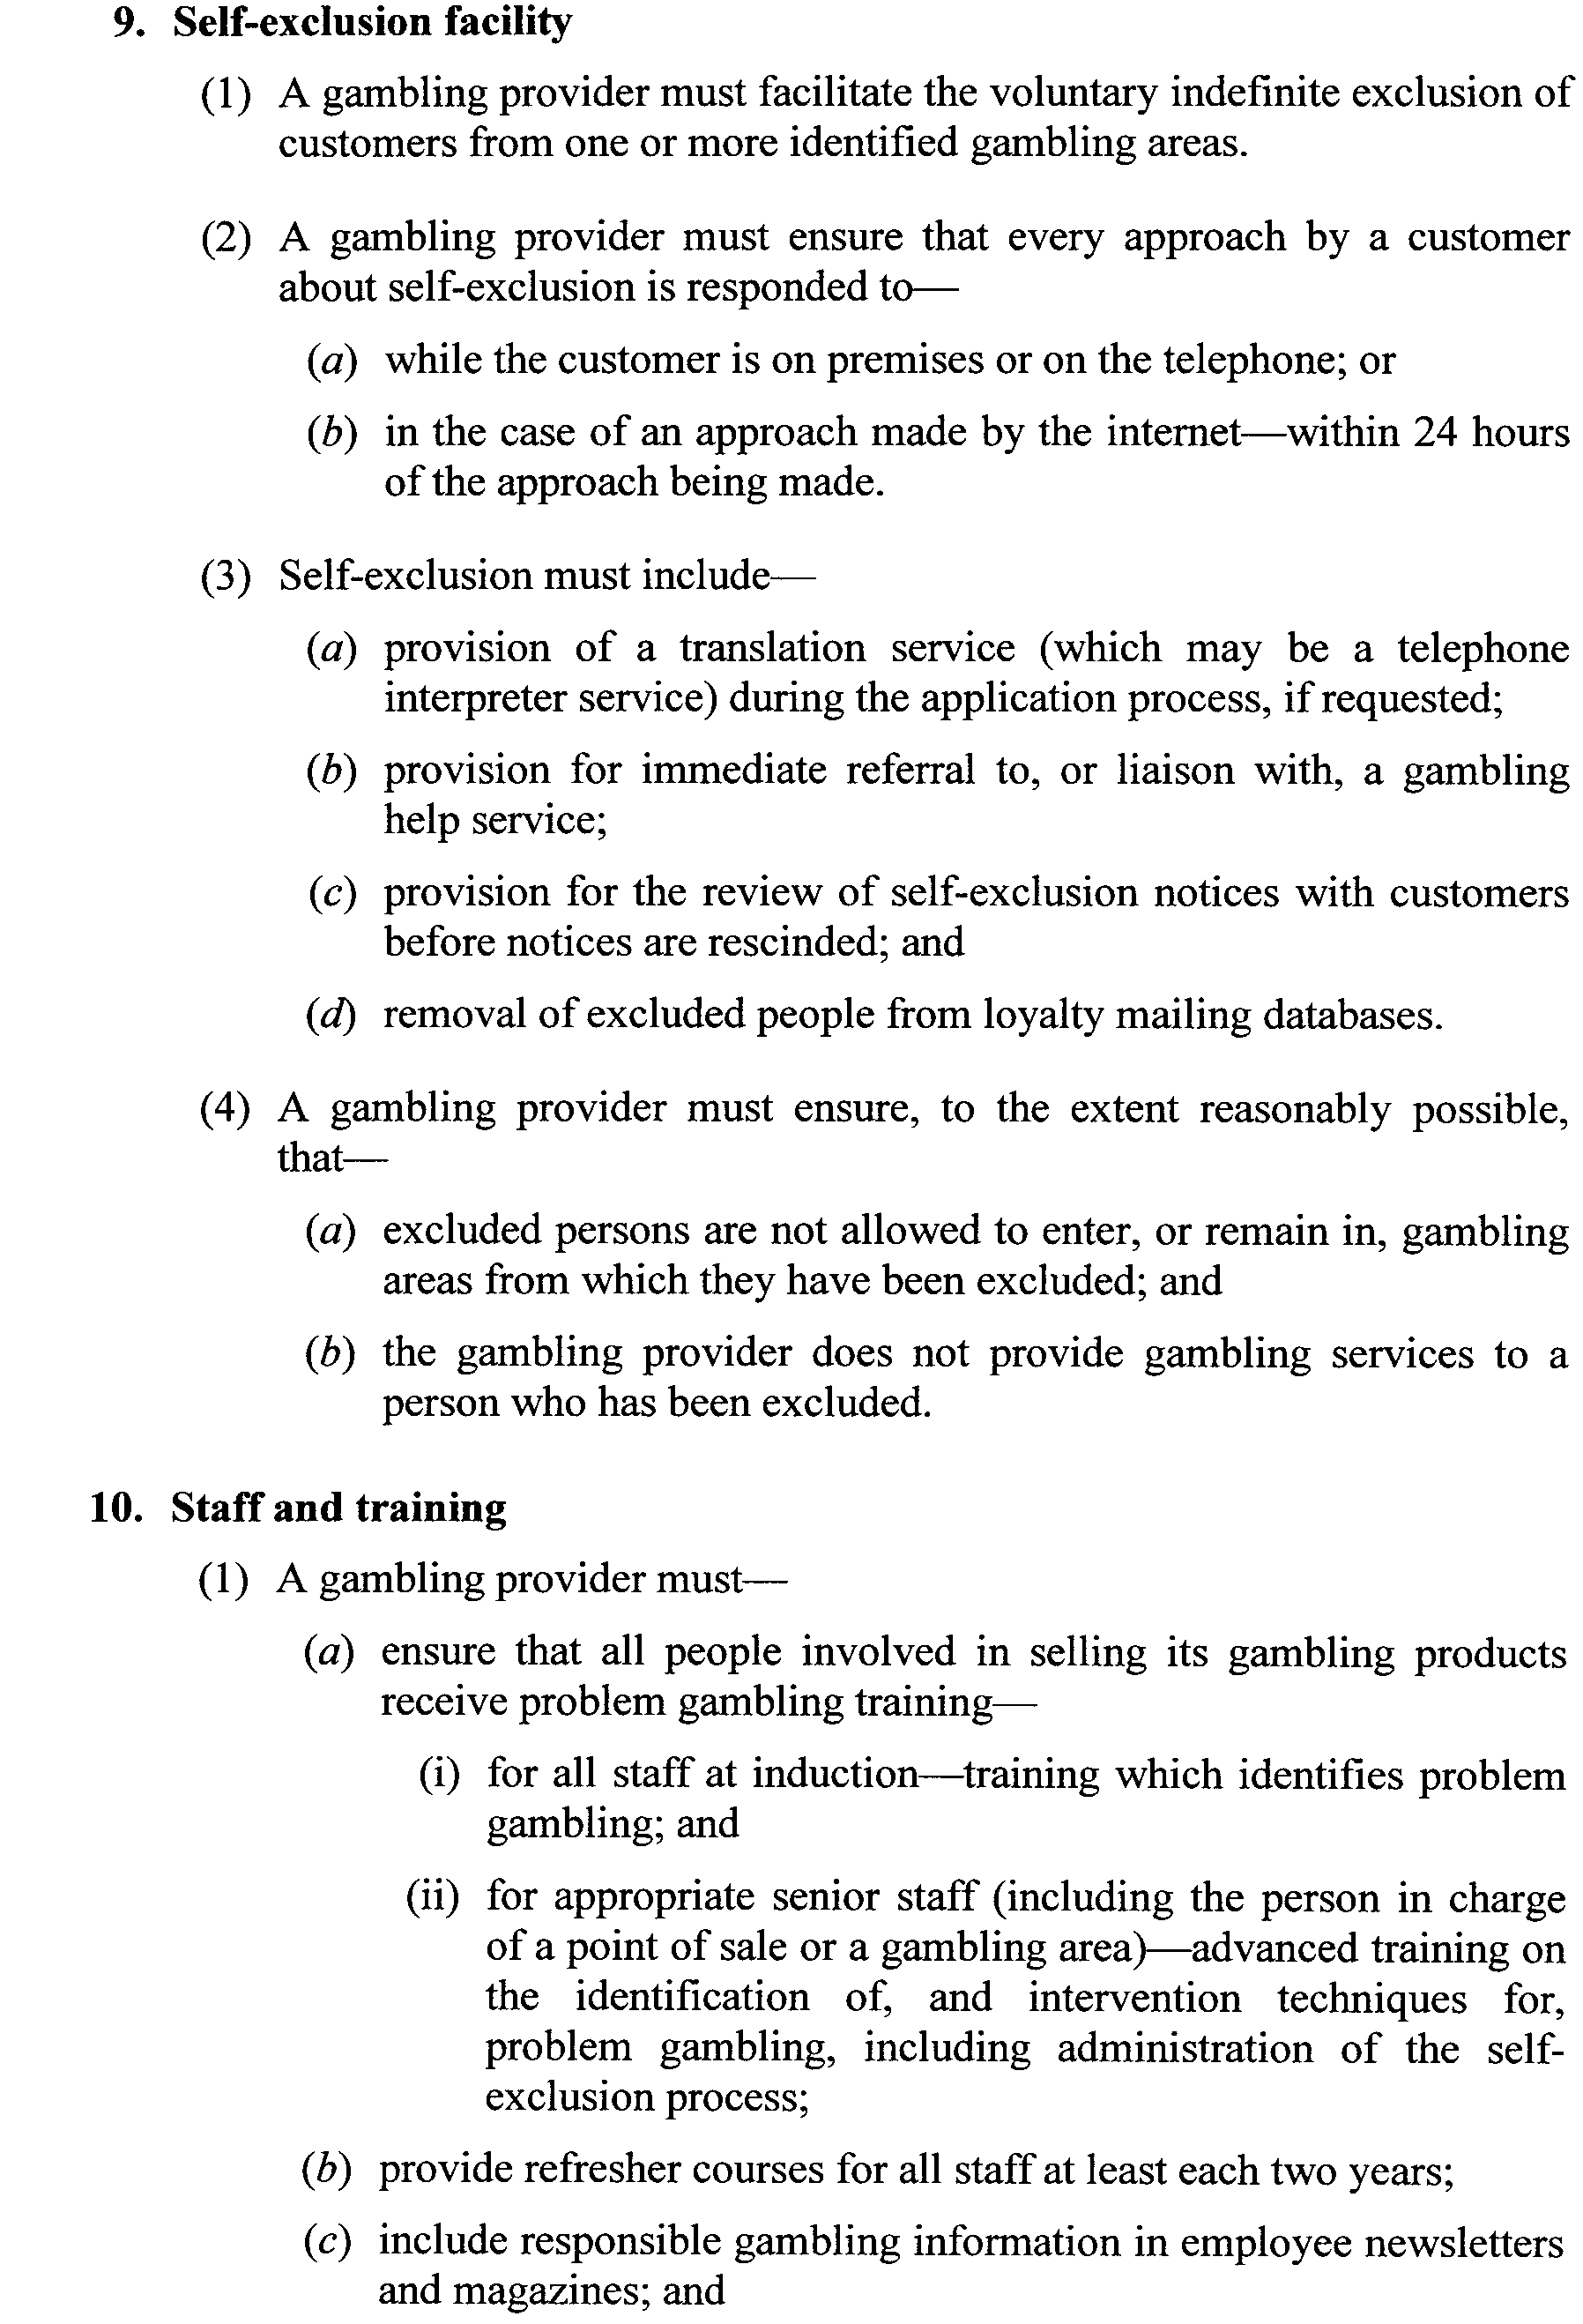 9. Self-exclusion facility
(1) A gambling provider must facilitate the voluntary indefinite exclusion of
customers from one or more identified gambling areas.
(2) A gambling provider must ensure that every approach by a customer
about self-exclusion is responded to—
(a) while the customer is on premises or on the telephone; or
(b) in the case of an approach made by the internet—within 24 hours
of the approach being made.
(3) Self-exclusion must include—
(a) provision of a translation service (which may be a telephone
interpreter service) during the application process, if requested;
(b) provision for immediate referral to, or liaison with, a gambling
help service;
(c) provision for the review of self-exclusion notices with customers
before notices are rescinded; and
(d) removal of excluded people from loyalty mailing databases.
(4) A gambling provider must ensure, to the extent reasonably possible,
that—
(a) excluded persons are not allowed to enter, or remain in, gambling
areas from which they have been excluded; and
(b) the gambling provider does not provide gambling services to a
person who has been excluded.
10. Staff and training
(1) A gambling provider must—
(a) ensure that all people involved in selling its gambling products
receive problem gambling training—
(i) for all staff at induction—training which identifies problem
gambling; and
(ii) for appropriate senior staff (including the person in charge
of a point of sale or a gambling area)—advanced training on
the identification of, and intervention techniques for,
problem gambling, including administration of the self-
exclusion process;
(b) provide refresher courses for all staff at least each two years;
(c) include responsible gambling information in employee newsletters
and magazines; and